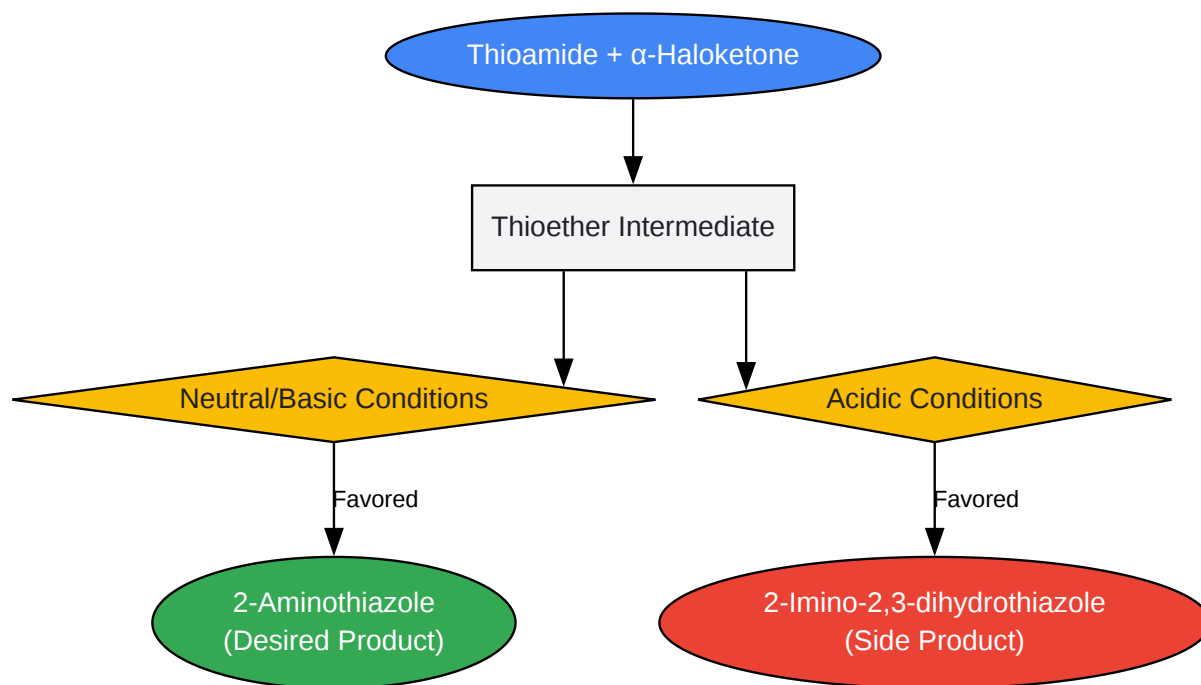 Thioamide + α-Haloketone
Thioether Intermediate
Neutral/Basic Conditions
Acidic Conditions
Favored
Favored
2-Aminothiazole
(Desired Product)
2-Imino-2,3-dihydrothiazole
(Side Product)